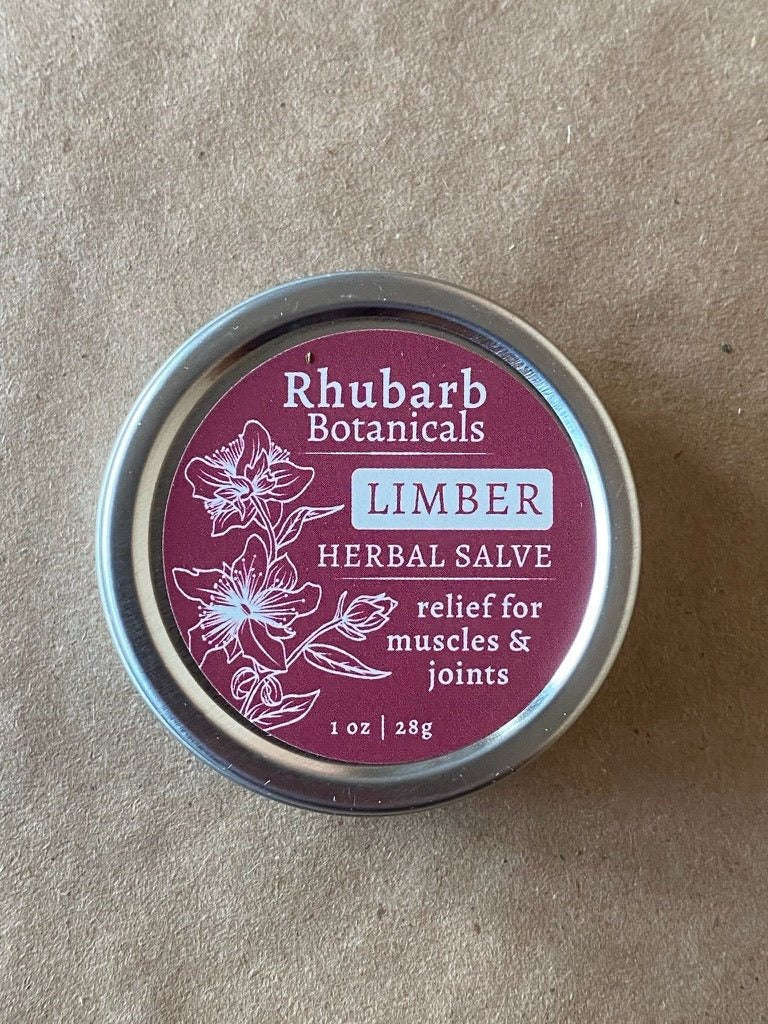 Rhubarb
Botanicals
LIMBER
HERBAL SALVE
relief for
muscles &
joints
1 oz | 28g